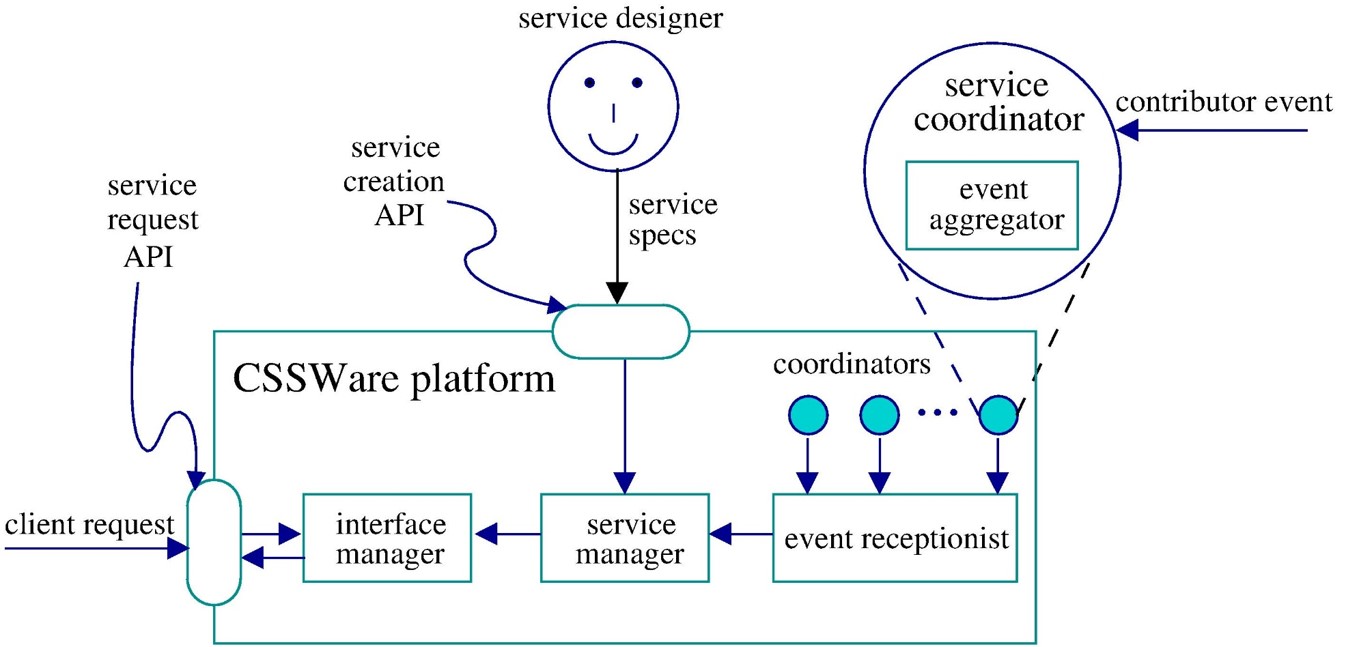 service designer
service
coordinator
contributor event
event
aggregator
service
creation
API
service
request
API
service
specs
CSSWare platform
coordinators
client request
interface
manager
service
manager
event receptionist